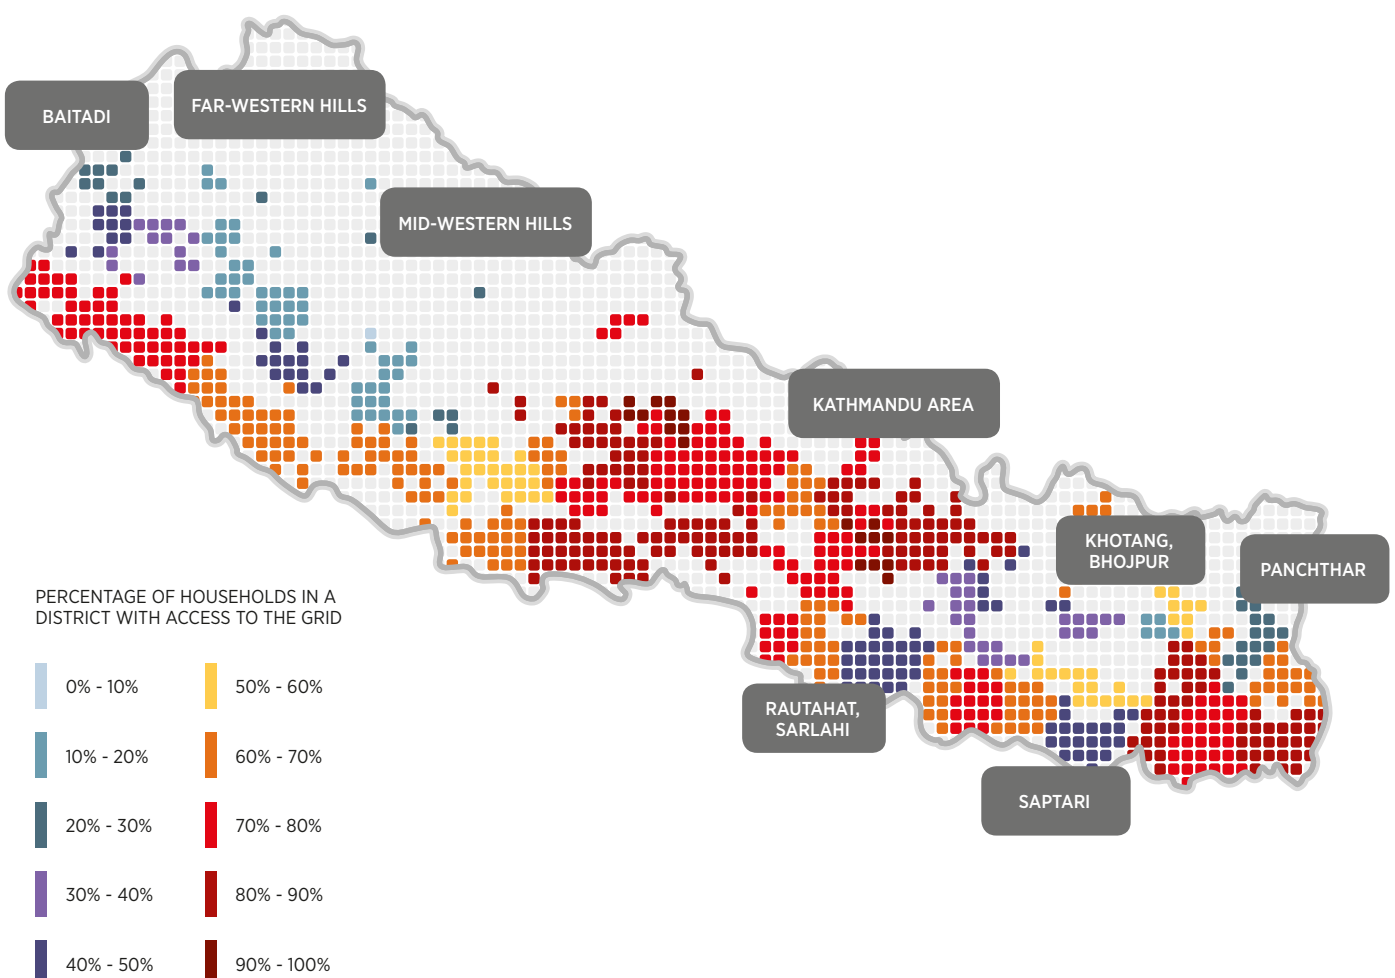 BAITADI
FAR-WESTERN HILLS
MID-WESTERN HILLS
KATHMANDU AREA
KHOTANG,
BHOJPUR
PANCHTHAR
RAUTAHAT,
SARLAHI
SAPTARI
PERCENTAGE OF HOUSEHOLDS IN A
DISTRICT WITH ACCESS TO THE GRID
0% - 10%
10% - 20%
20% - 30%
30% - 40%
40% - 50%
50% - 60%
60% - 70%
70% - 80%
80% - 90%
90% - 100%